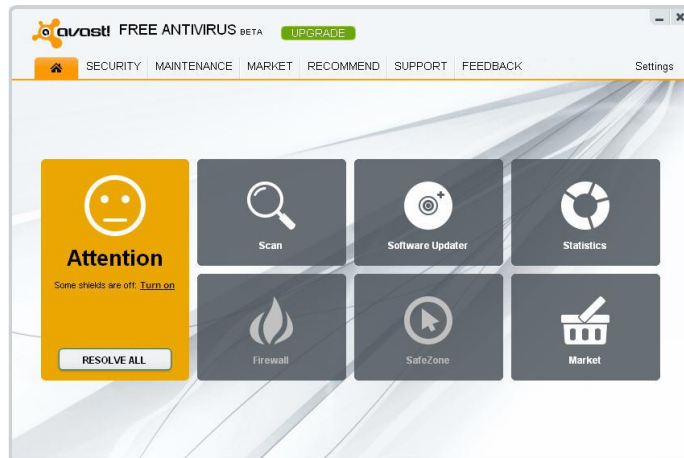 avast! FREE ANTIVIRUS BETA UPGRADE
SECURITY MAINTENANCE MARKET RECOMMEND SUPPORT FEEDBACK Settings
Attention
Some shields are off: Turn on
RESOLVE ALL
Scan
Software Updater
Statistics
Firewall
SafeZone
Market